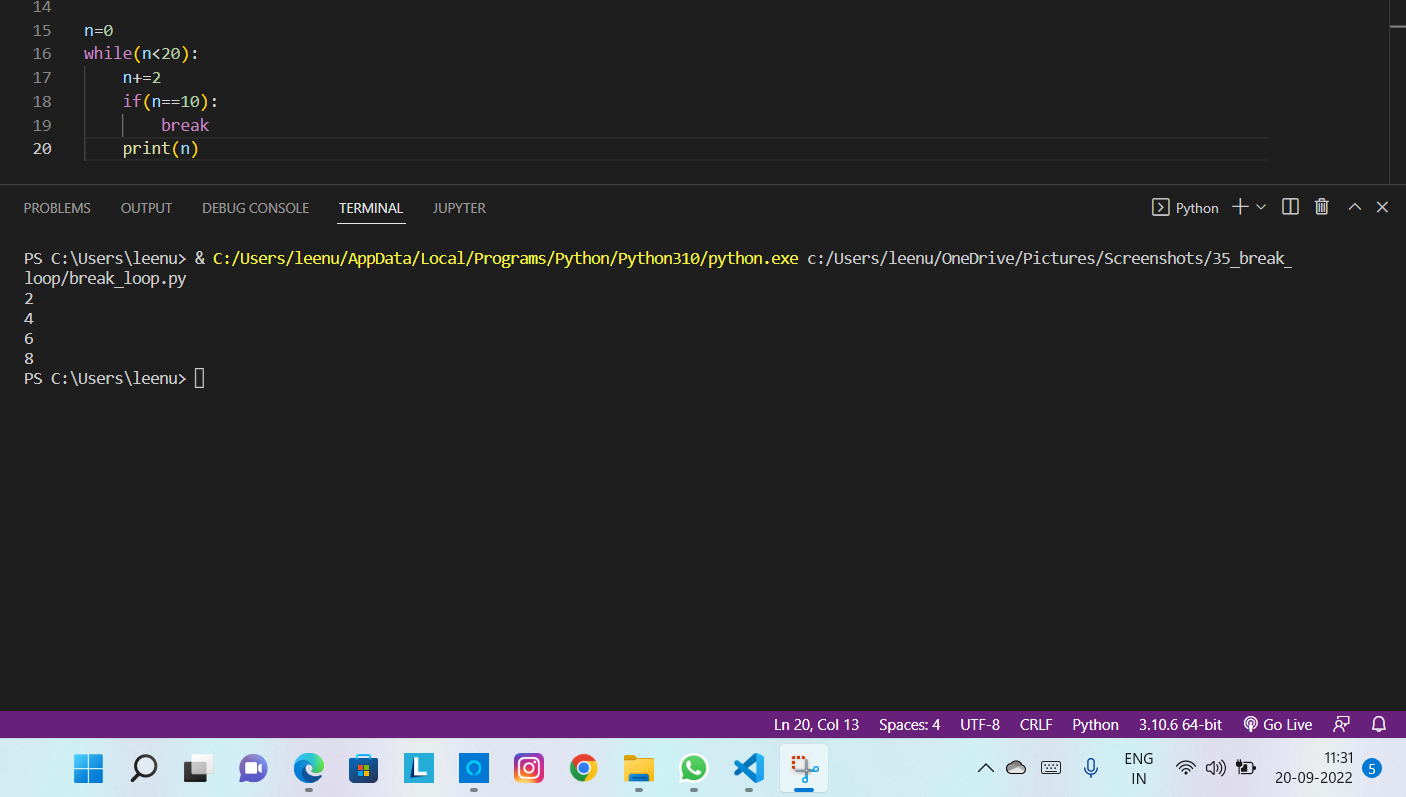 14
15 n=0
16 while(n<20):
17     n+=2
18     if(n==10):
19         break
20     print(n)
PROBLEMS OUTPUT DEBUG CONSOLE TERMINAL JUPYTER Python
PS C:\Users\leenu> & C:/Users/leenu/AppData/Local/Programs/Python/Python310/python.exe c:/Users/leenu/OneDrive/Pictures/Screenshots/35_break_
loop/break_loop.py
2
4
6
8
PS C:\Users\leenu>
Ln 20, Col 13 Spaces: 4 UTF-8 CRLF Python 3.10.6 64-bit Go Live
L
ENG 11:31
IN 20-09-2022 5